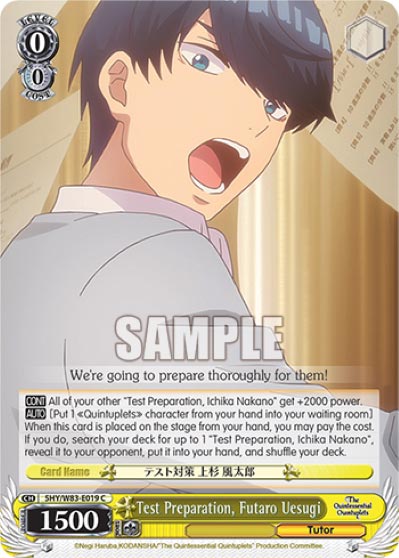 LEVEL
0
0
COST
SAMPLE
We're going to prepare thoroughly for them!
CONT All of your other "Test Preparation, Ichika Nakano" get +2000 power.
AUTO [Put 1 «Quintuplets» character from your hand into your waiting room]
When this card is placed on the stage from your hand, you may pay the cost.
If you do, search your deck for up to 1 "Test Preparation, Ichika Nakano",
reveal it to your opponent, put it into your hand, and shuffle your deck.
Card Name テスト対策 上杉 風太郎
CH 5HY/W83-E019 C
Test Preparation, Futaro Uesugi
The Quintessential Quintuplets
1500
Tutor
©Negi Haruba,KODANSHA/"The Quintessential Quintuplets" Production Committee.